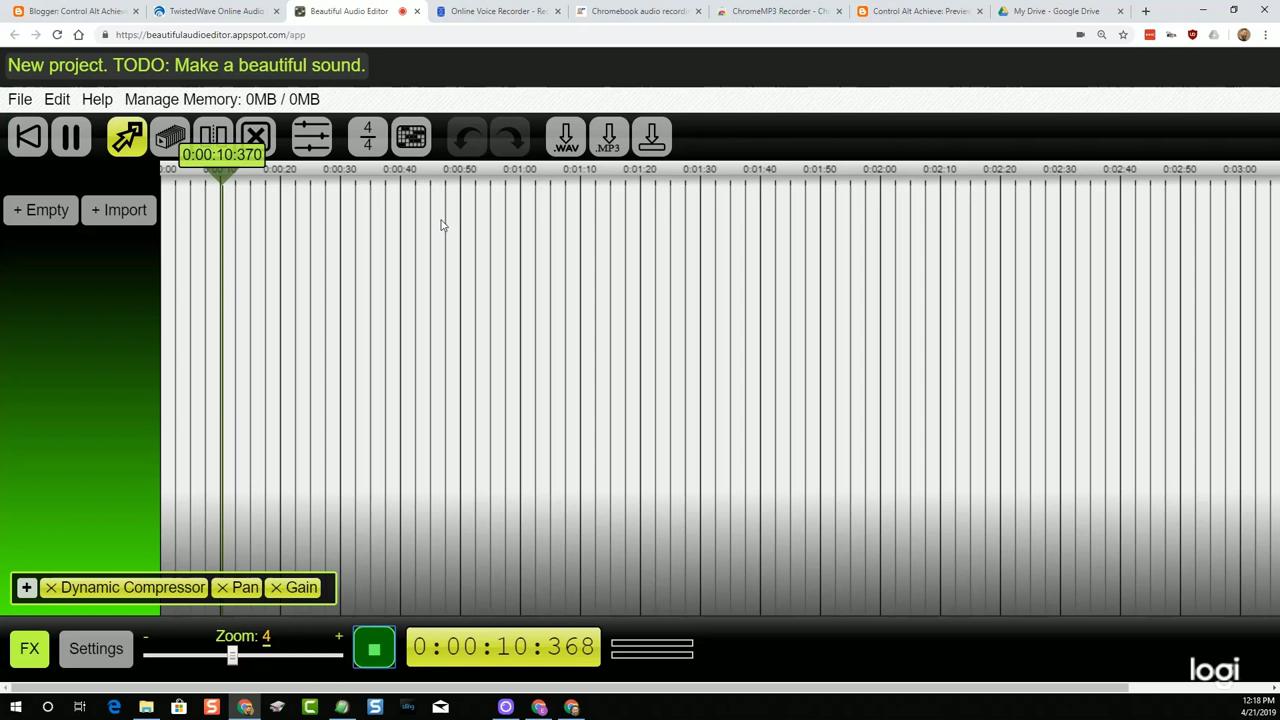 Blogger: Control Alt Achiev
TwistedWave Online Audio
Beautiful Audio Editor
Online Voice Recorder - Re
Chromebook audio recordi
ChromeMP3 Recorder - Ch
Control Alt Achieve: Preview
My Drive - Google Drive
https://beautifulaudioeditor.appspot.com/app
New project. TODO: Make a beautiful sound.
File Edit Help Manage Memory: 0MB / 0MB
4
4
.WAV
.MP3
0:00:10:370
0:00 0:00:20 0:00:30 0:00:40 0:00:50 0:01:00 0:01:10 0:01:20 0:01:30 0:01:40 0:01:50 0:02:00 0:02:10 0:02:20 0:02:30 0:02:40 0:02:50 0:03:00
+ Empty + Import
+ × Dynamic Compressor × Pan × Gain
FX Settings - Zoom: 4 + 0:00:10:368
logi
12:18 PM
4/21/2019